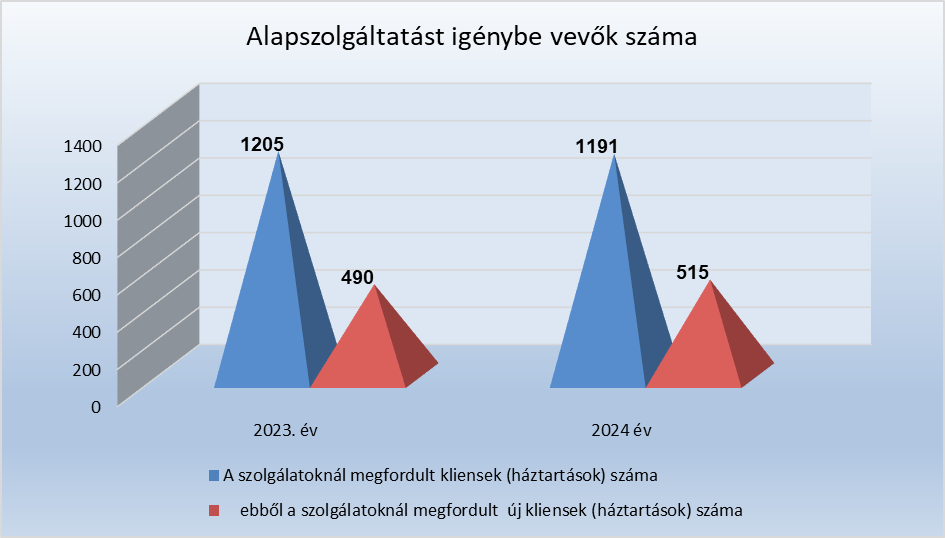 Alapszolgáltatást igénybe vevők száma
1400
1200
1000
800
600
400
200
0
1205
490
1191
515
2023. év
2024 év
A szolgálatoknál megfordult kliensek (háztartások) száma
ebből a szolgálatoknál megfordult  új kliensek (háztartások) száma